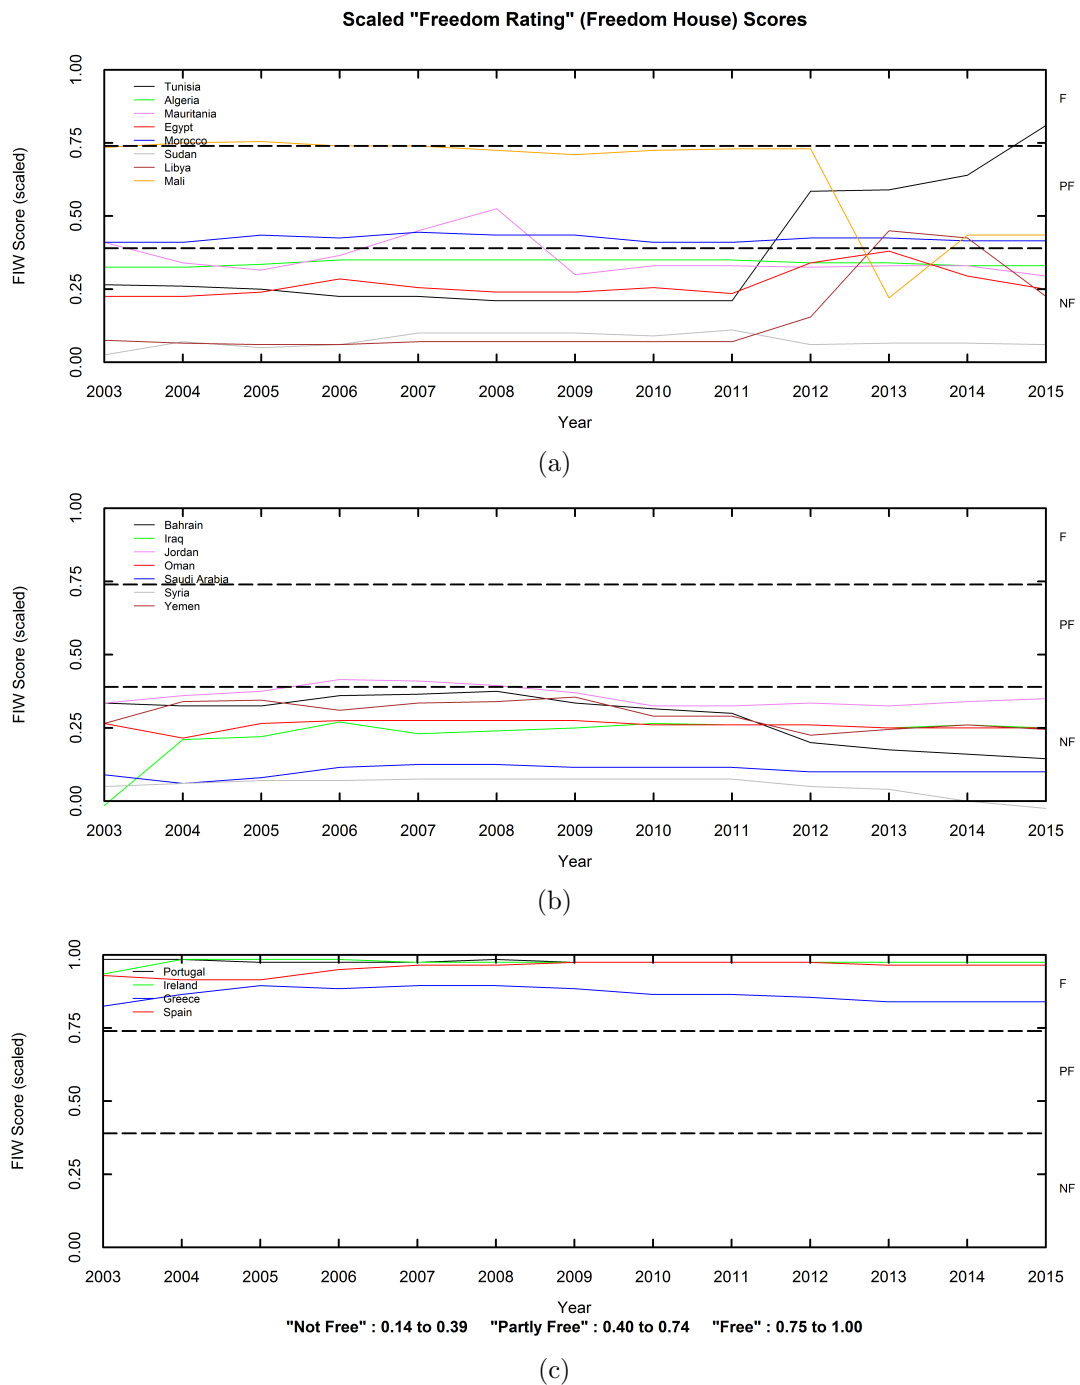 Scaled "Freedom Rating" (Freedom House) Scores
FIW Score (scaled)
1.00
0.75
0.50
0.25
0.00
Tunisia
Algeria
Mauritania
Egypt
Morocco
Sudan
Libya
Mali
F
PF
NF
2003 2004 2005 2006 2007 2008 2009 2010 2011 2012 2013 2014 2015
Year
(a)
FIW Score (scaled)
1.00
0.75
0.50
0.25
0.00
Bahrain
Iraq
Jordan
Oman
Saudi Arabia
Syria
Yemen
F
PF
NF
2003 2004 2005 2006 2007 2008 2009 2010 2011 2012 2013 2014 2015
Year
(b)
FIW Score (scaled)
1.00
0.75
0.50
0.25
0.00
Portugal
Ireland
Greece
Spain
F
PF
NF
2003 2004 2005 2006 2007 2008 2009 2010 2011 2012 2013 2014 2015
Year
"Not Free" : 0.14 to 0.39 "Partly Free" : 0.40 to 0.74 "Free" : 0.75 to 1.00
(c)